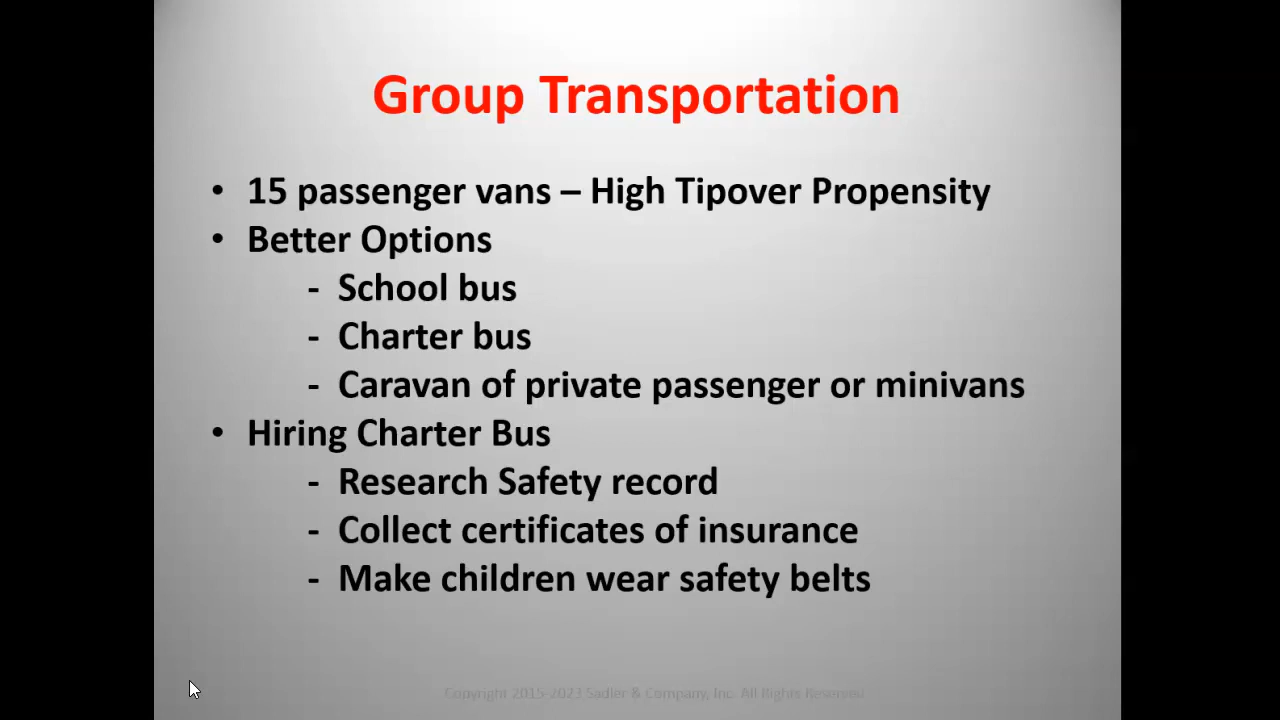 Group Transportation
• 15 passenger vans – High Tipover Propensity
• Better Options
- School bus
- Charter bus
- Caravan of private passenger or minivans
• Hiring Charter Bus
- Research Safety record
- Collect certificates of insurance
- Make children wear safety belts
Copyright 2015-2023 Sadler & Company, Inc. All Rights Reserved